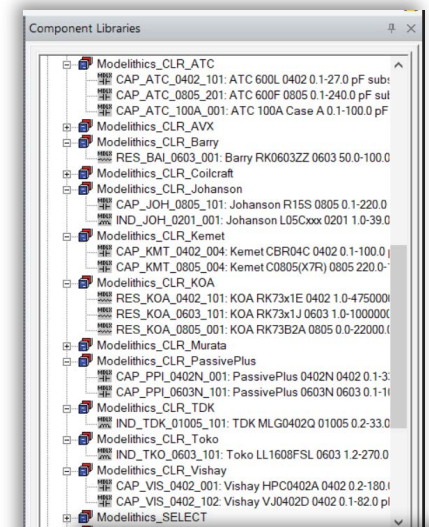 Component Libraries
Modelithics_CLR_ATC
CAP_ATC_0402_101: ATC 600L 0402 0.1-27.0 pF subs
CAP_ATC_0805_201: ATC 600F 0805 0.1-240.0 pF sub
CAP_ATC_100A_001: ATC 100A Case A 0.1-100.0 pF
Modelithics_CLR_AVX
Modelithics_CLR_Barry
RES_BAI_0603_001: Barry RK0603ZZ 0603 50.0-100.0
Modelithics_CLR_Coilcraft
Modelithics_CLR_Johanson
CAP_JOH_0805_101: Johanson R15S 0805 0.1-220.0
IND_JOH_0201_001: Johanson L05Cxxx 0201 1.0-39.0
Modelithics_CLR_Kemet
CAP_KMT_0402_004: Kemet CBR04C 0402 0.1-100.0
CAP_KMT_0805_004: Kemet C0805(X7R) 0805 220.0-
Modelithics_CLR_KOA
RES_KOA_0402_101: KOA RK73x1E 0402 1.0-475000
RES_KOA_0603_101: KOA RK73x1J 0603 1.0-1000000
RES_KOA_0805_001: KOA RK73B2A 0805 0.0-22000.0
Modelithics_CLR_Murata
Modelithics_CLR_PassivePlus
CAP_PPI_0402N_001: PassivePlus 0402N 0402 0.1-3
CAP_PPI_0603N_101: PassivePlus 0603N 0603 0.1-1
Modelithics_CLR_TDK
IND_TDK_01005_101: TDK MLG0402Q 01005 0.2-33.0
Modelithics_CLR_Toko
IND_TKO_0603_101: Toko LL1608FSL 0603 1.2-270.0
Modelithics_CLR_Vishay
CAP_VIS_0402_001: Vishay HPC0402A 0402 0.2-180.
CAP_VIS_0402_102: Vishay VJ0402D 0402 0.1-82.0 p
Modelithics_SELECT